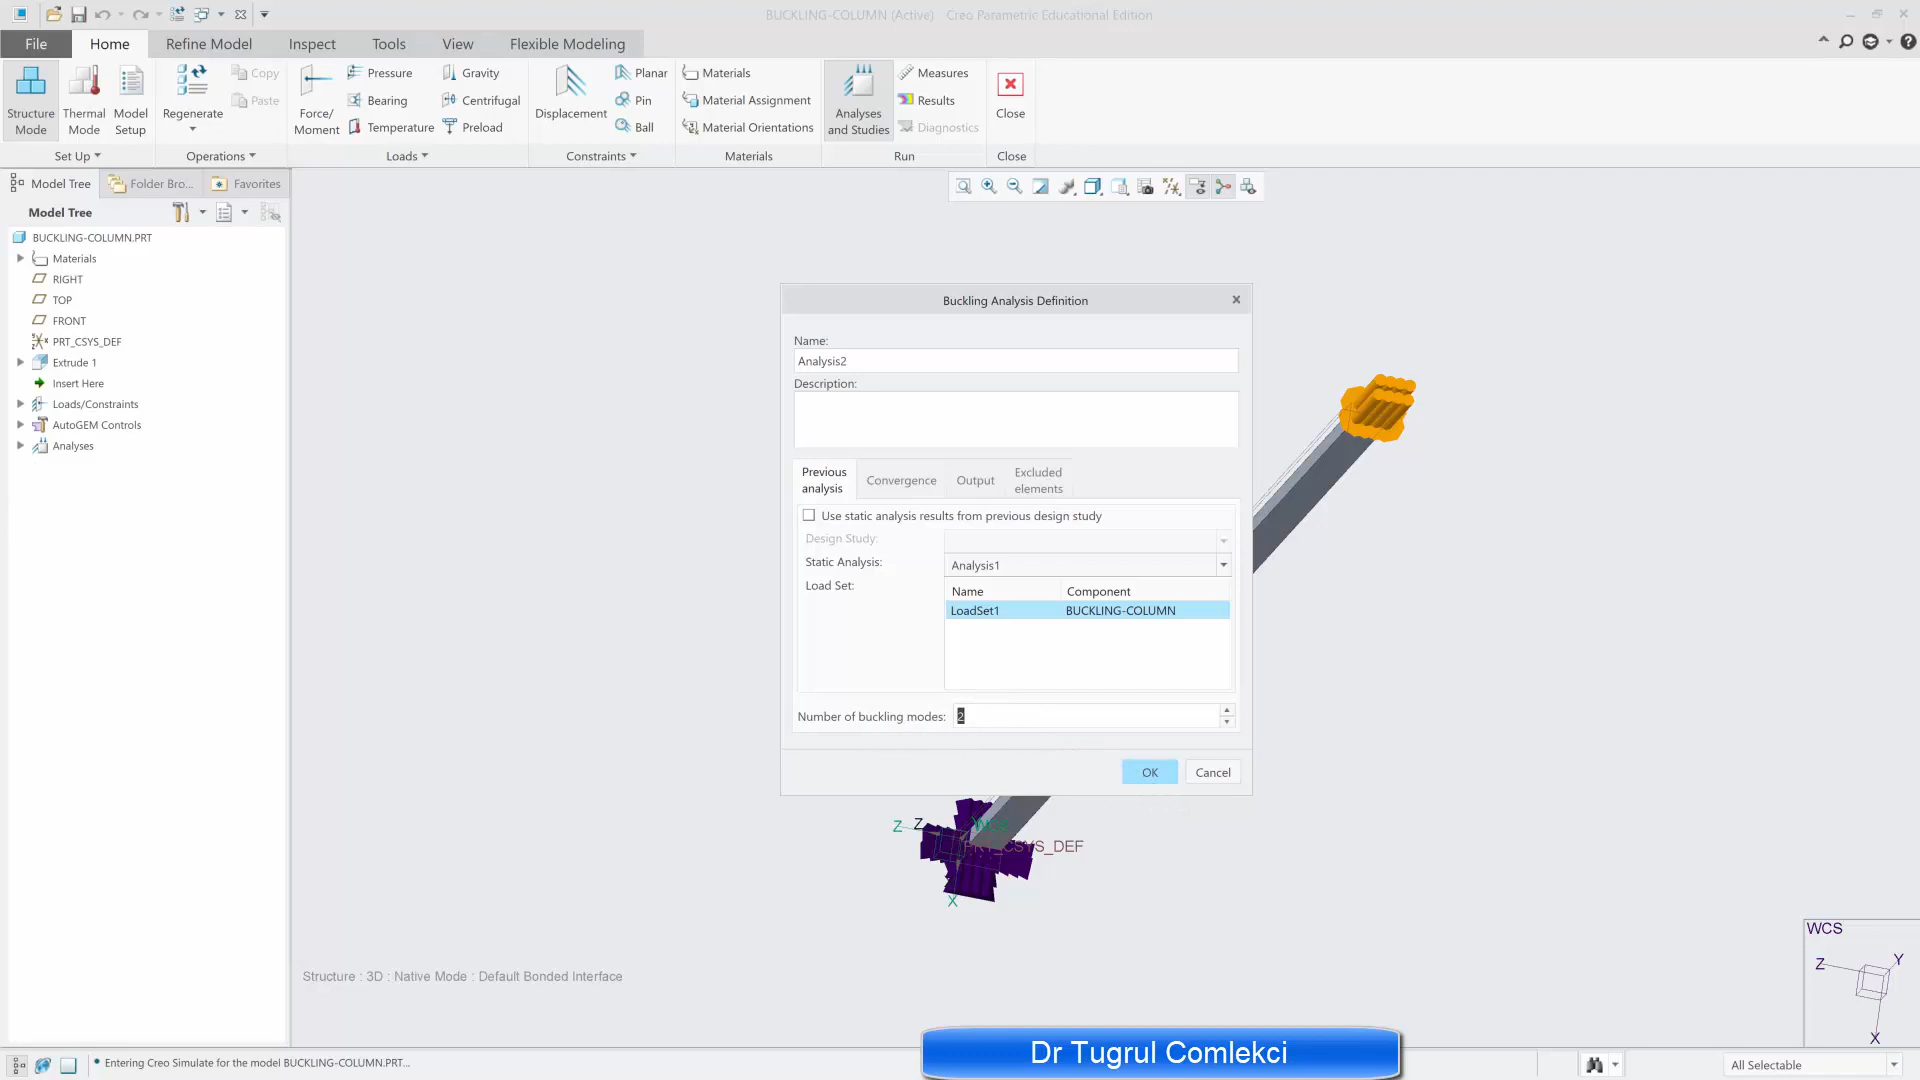 BUCKLING-COLUMN (Active) Creo Parametric Educational Edition
File Home Refine Model Inspect Tools View Flexible Modeling
Structure Mode
Thermal Mode
Model Setup
Regenerate
Copy
Paste
Force/ Moment
Pressure
Bearing
Temperature
Gravity
Centrifugal
Preload
Displacement
Planar
Pin
Ball
Materials
Material Assignment
Material Orientations
Analyses and Studies
Measures
Results
Diagnostics
Close
Set Up Operations Loads Constraints Materials Run Close
Model Tree Folder Bro... Favorites
Model Tree
BUCKLING-COLUMN.PRT
Materials
RIGHT
TOP
FRONT
PRT_CSYS_DEF
Extrude 1
Insert Here
Loads/Constraints
AutoGEM Controls
Analyses
Buckling Analysis Definition
Name:
Analysis2
Description:
Previous analysis
Convergence
Output
Excluded elements
Use static analysis results from previous design study
Design Study:
Static Analysis: Analysis1
Load Set:
Name Component
LoadSet1 BUCKLING-COLUMN
Number of buckling modes: 2
OK Cancel
Z Z WCS
PRT_CSYS_DEF
X
WCS
Z Y
X
Structure : 3D : Native Mode : Default Bonded Interface
Dr Tugrul Comlekci
Entering Creo Simulate for the model BUCKLING-COLUMN.PRT...
All Selectable